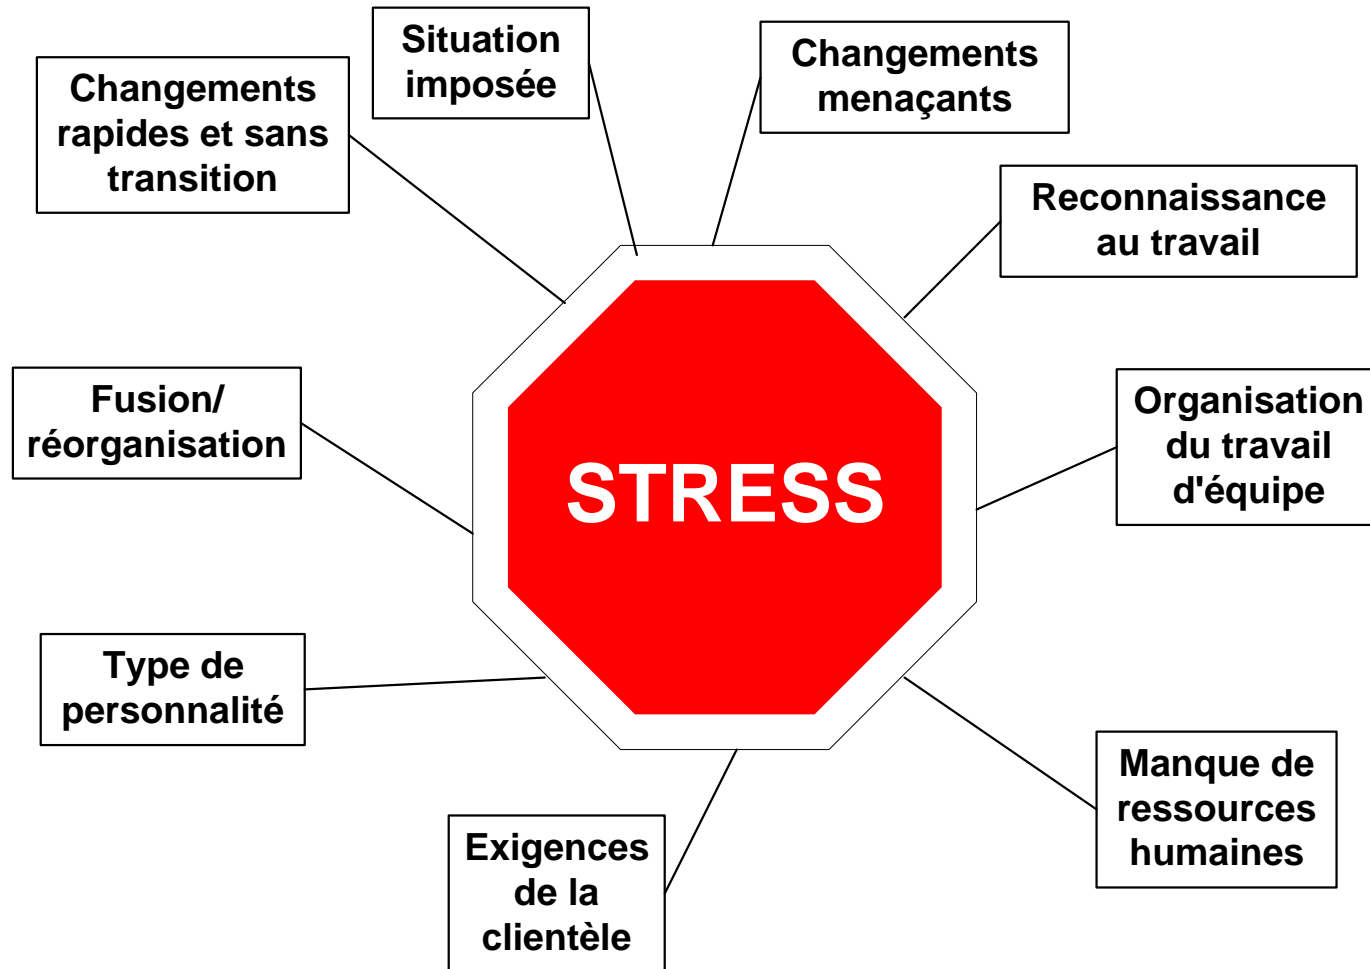 Situation
imposée
Changements
menaçants
Changements
rapides et sans
transition
Reconnaissance
au travail
Fusion/
réorganisation
Organisation
du travail
d'équipe
STRESS
Type de
personnalité
Manque de
ressources
humaines
Exigences
de la
clientèle